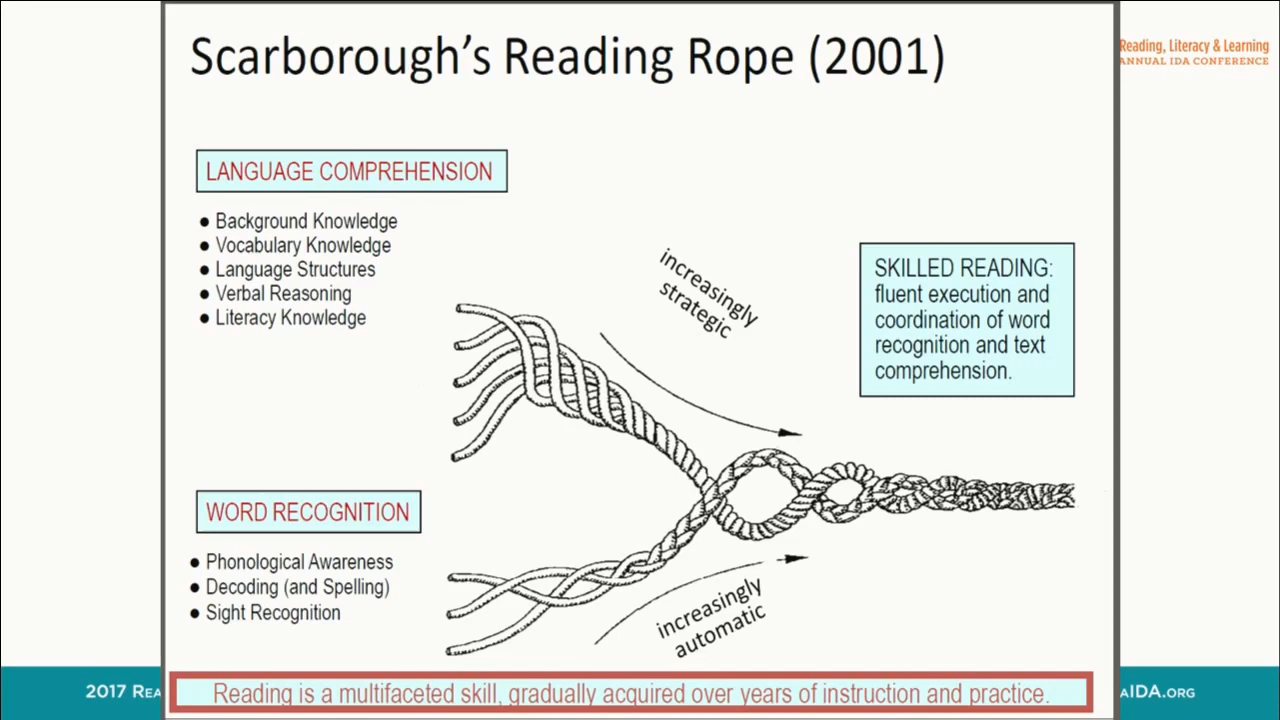 Scarborough's Reading Rope (2001)
Reading, Literacy & Learning
ANNUAL IDA CONFERENCE
LANGUAGE COMPREHENSION
● Background Knowledge
● Vocabulary Knowledge
● Language Structures
● Verbal Reasoning
● Literacy Knowledge
increasingly
strategic
SKILLED READING:
fluent execution and
coordination of word
recognition and text
comprehension.
WORD RECOGNITION
● Phonological Awareness
● Decoding (and Spelling)
● Sight Recognition
increasingly
automatic
Reading is a multifaceted skill, gradually acquired over years of instruction and practice.
2017 REA
AIDA.ORG